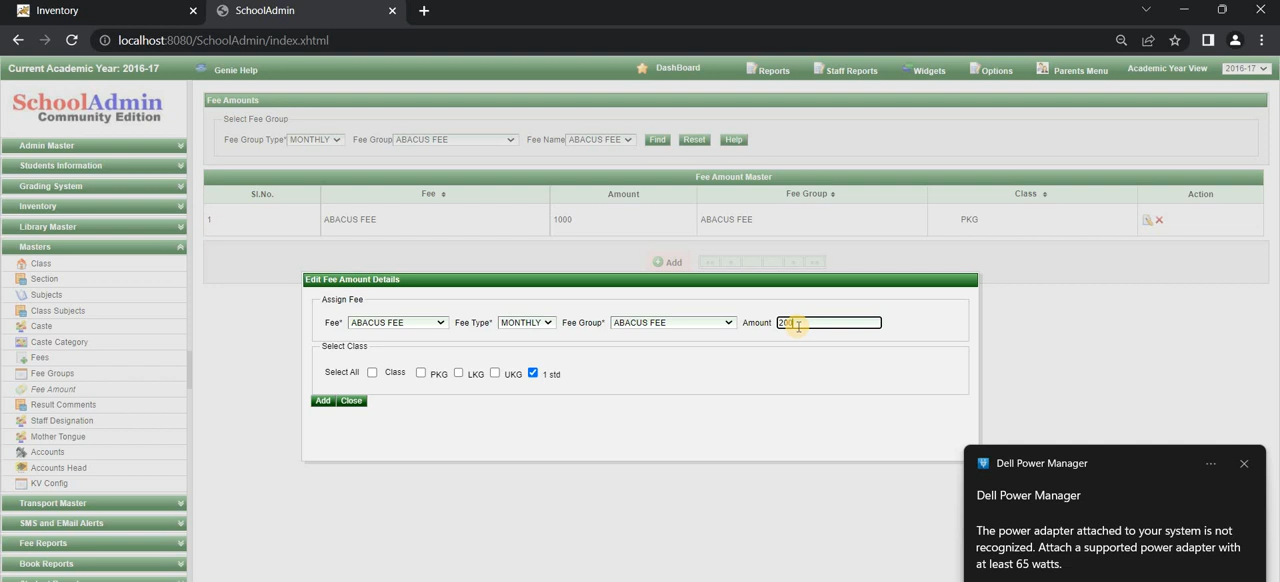 Inventory
SchoolAdmin
localhost:8080/SchoolAdmin/index.xhtml
Current Academic Year: 2016-17 Genie Help DashBoard Reports Staff Reports Widgets Options Parents Menu Academic Year View 2016-17
SchoolAdmin
Community Edition
Admin Master
Students Information
Grading System
Inventory
Library Master
Masters
Class
Section
Subjects
Class Subjects
Caste
Caste Category
Fees
Fee Groups
Fee Amount
Result Comments
Staff Designation
Mother Tongue
Accounts
Accounts Head
KV Config
Transport Master
SMS and EMail Alerts
Fee Reports
Book Reports
Fee Amounts
Select Fee Group
Fee Group Type* MONTHLY Fee Group ABACUS FEE Fee Name ABACUS FEE Find Reset Help
Fee Amount Master
Sl.No. Fee Amount Fee Group Class Action
1 ABACUS FEE 1000 ABACUS FEE PKG
Add
Edit Fee Amount Details
Assign Fee
Fee* ABACUS FEE Fee Type* MONTHLY Fee Group* ABACUS FEE Amount 200
Select Class
Select All Class PKG LKG UKG 1 std
Add Close
Dell Power Manager
Dell Power Manager
The power adapter attached to your system is not
recognized. Attach a supported power adapter with
at least 65 watts.